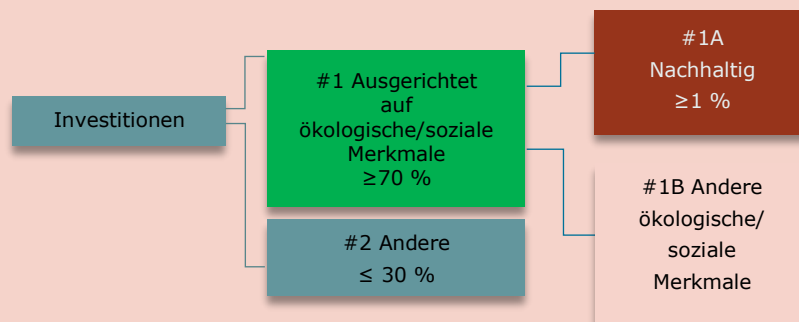 Investitionen
#1 Ausgerichtet
auf
ökologische/soziale
Merkmale
≥70 %
#2 Andere
≤ 30 %
#1A
Nachhaltig
≥1 %
#1B Andere
ökologische/
soziale
Merkmale